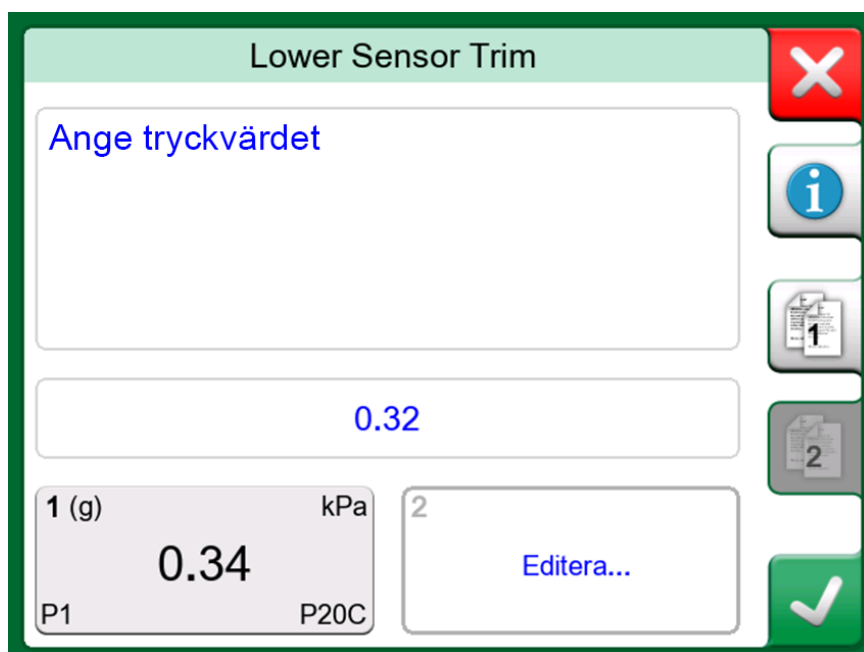 Lower Sensor Trim
Ange tryckvärdet
0.32
1 (g) kPa
0.34
P1 P20C
2
Editera...
i
1
2